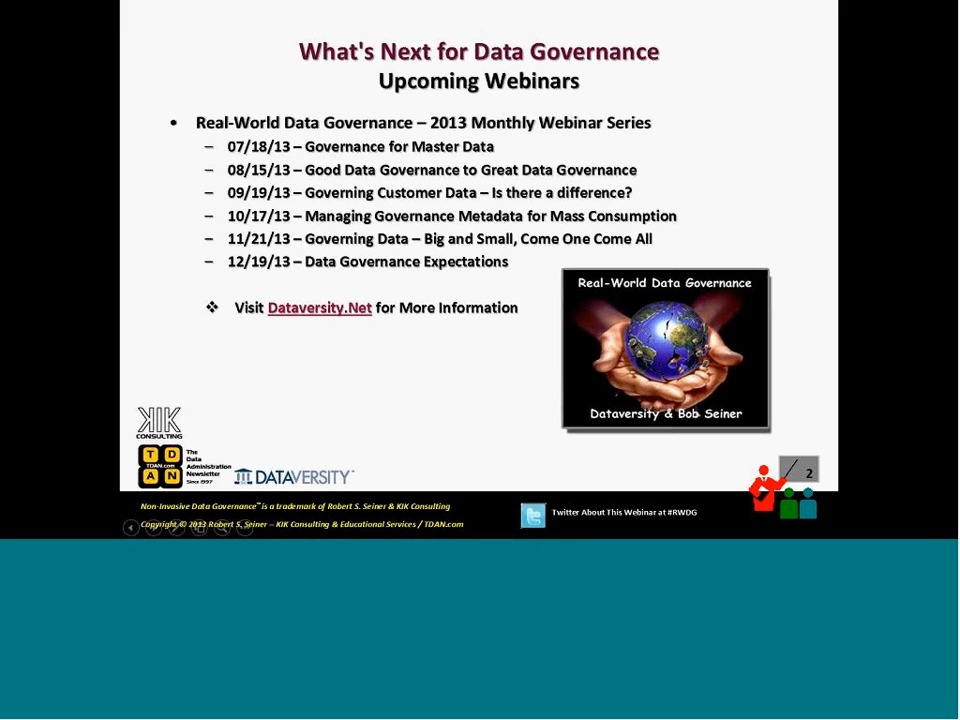 What's Next for Data Governance
Upcoming Webinars
• Real-World Data Governance – 2013 Monthly Webinar Series
– 07/18/13 – Governance for Master Data
– 08/15/13 – Good Data Governance to Great Data Governance
– 09/19/13 – Governing Customer Data – Is there a difference?
– 10/17/13 – Managing Governance Metadata for Mass Consumption
– 11/21/13 – Governing Data – Big and Small, Come One Come All
– 12/19/13 – Data Governance Expectations
❖ Visit Dataversity.Net for More Information
Real-World Data Governance
Dataversity & Bob Seiner
KIK
CONSULTING
T D
TDAN.com
A N
The
Data
Administration
Newsletter
Since 1997
DATAVERSITY™
2
Non-Invasive Data Governance™ is a trademark of Robert S. Seiner & KIK Consulting
Copyright © 2013 Robert S. Seiner – KIK Consulting & Educational Services / TDAN.com
Twitter About This Webinar at #RWDG